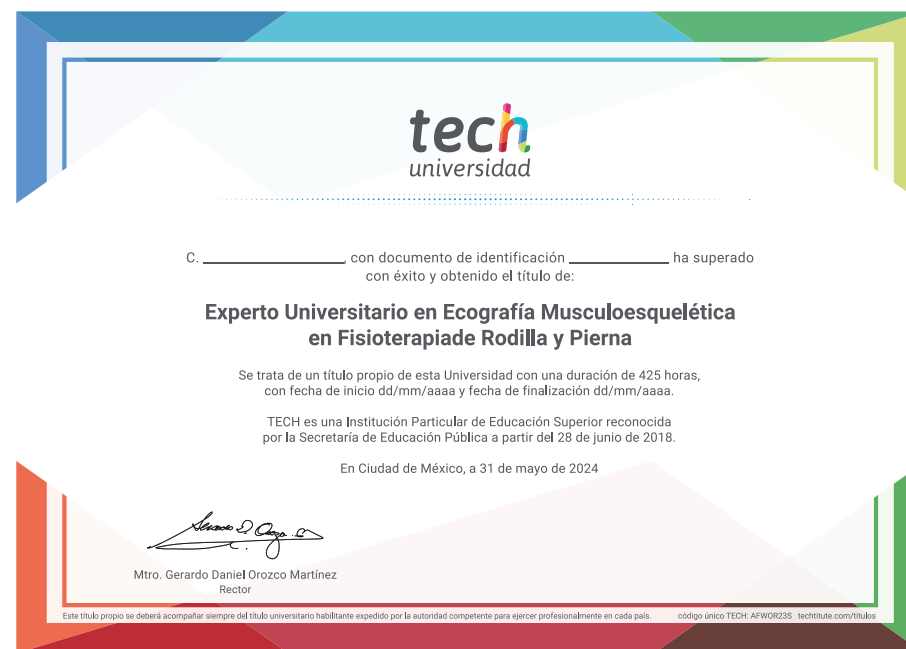 tech
universidad
C. ____________, con documento de identificación ____________ ha superado
con éxito y obtenido el título de:
Experto Universitario en Ecografía Musculoesquelética
en Fisioterapiade Rodilla y Pierna
Se trata de un título propio de esta Universidad con una duración de 425 horas,
con fecha de inicio dd/mm/aaaa y fecha de finalización dd/mm/aaaa.
TECH es una Institución Particular de Educación Superior reconocida
por la Secretaría de Educación Pública a partir del 28 de junio de 2018.
En Ciudad de México, a 31 de mayo de 2024
Mtro. Gerardo Daniel Orozco Martínez
Rector
Este título propio se deberá acompañar siempre del título universitario habilitante expedido por la autoridad competente para ejercer profesionalmente en cada país. código único TECH: AFWOR23S techtitute.com/titulos